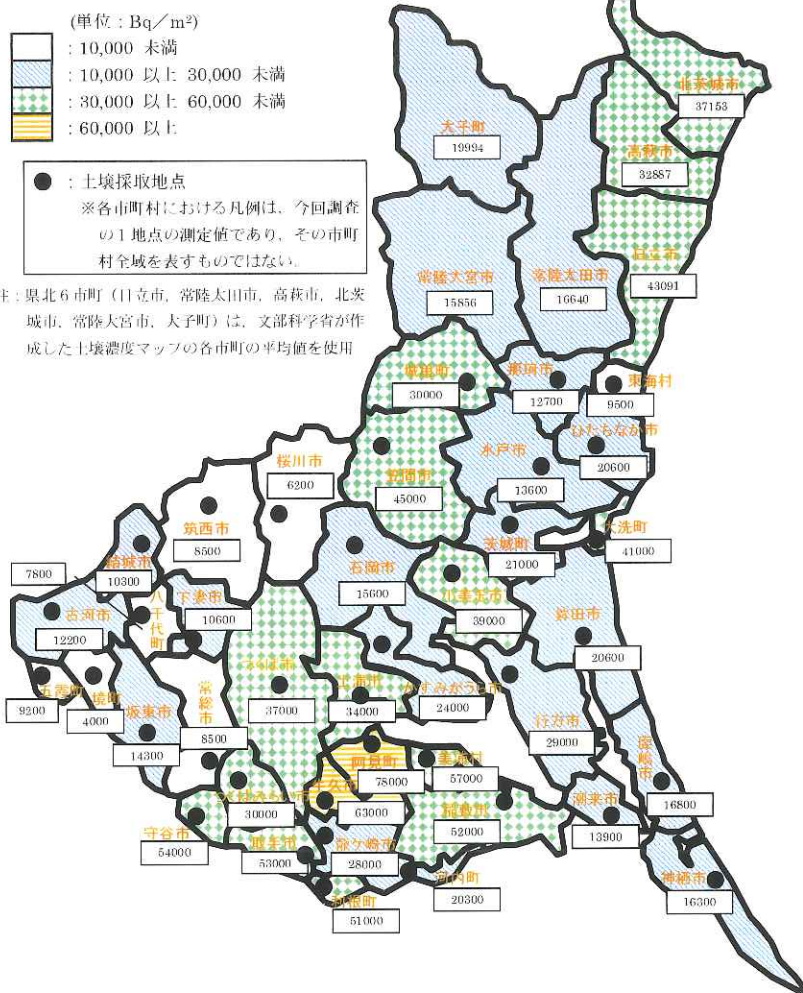 (単位：Bq／m²)
：10,000 未満
：10,000 以上 30,000 未満
：30,000 以上 60,000 未満
：60,000 以上
●：土壌採取地点
※各市町村における凡例は、今回調査
の1地点の測定値であり、その市町
村全域を表すものではない。
注：県北6市町（日立市、常陸太田市、高萩市、北茨
城市、常陸大宮市、大子町）は、文部科学省が作
成した土壌濃度マップの各市町の平均値を使用
北茨城市
37153
大子町
19994
高萩市
32887
日立市
43091
常陸大宮市
15856
常陸太田市
16640
城里町
30000
那珂市
12700
東海村
9500
ひたちなか市
20600
水戸市
13600
笠間市
45000
桜川市
6200
筑西市
8500
大洗町
41000
茨城町
21000
石岡市
15600
小美玉市
39000
鉾田市
20600
結城市
10300
7800
八千代町
下妻市
10600
古河市
12200
五霞町
9200
境町
4000
坂東市
14300
常総市
8500
つくば市
37000
土浦市
34000
かすみがうら市
24000
行方市
29000
鹿嶋市
16800
潮来市
13900
神栖市
16300
阿見町
78000
美浦村
57000
牛久市
63000
稲敷市
52000
つくばみらい市
30000
守谷市
54000
取手市
53000
龍ケ崎市
28000
河内町
20300
利根町
51000